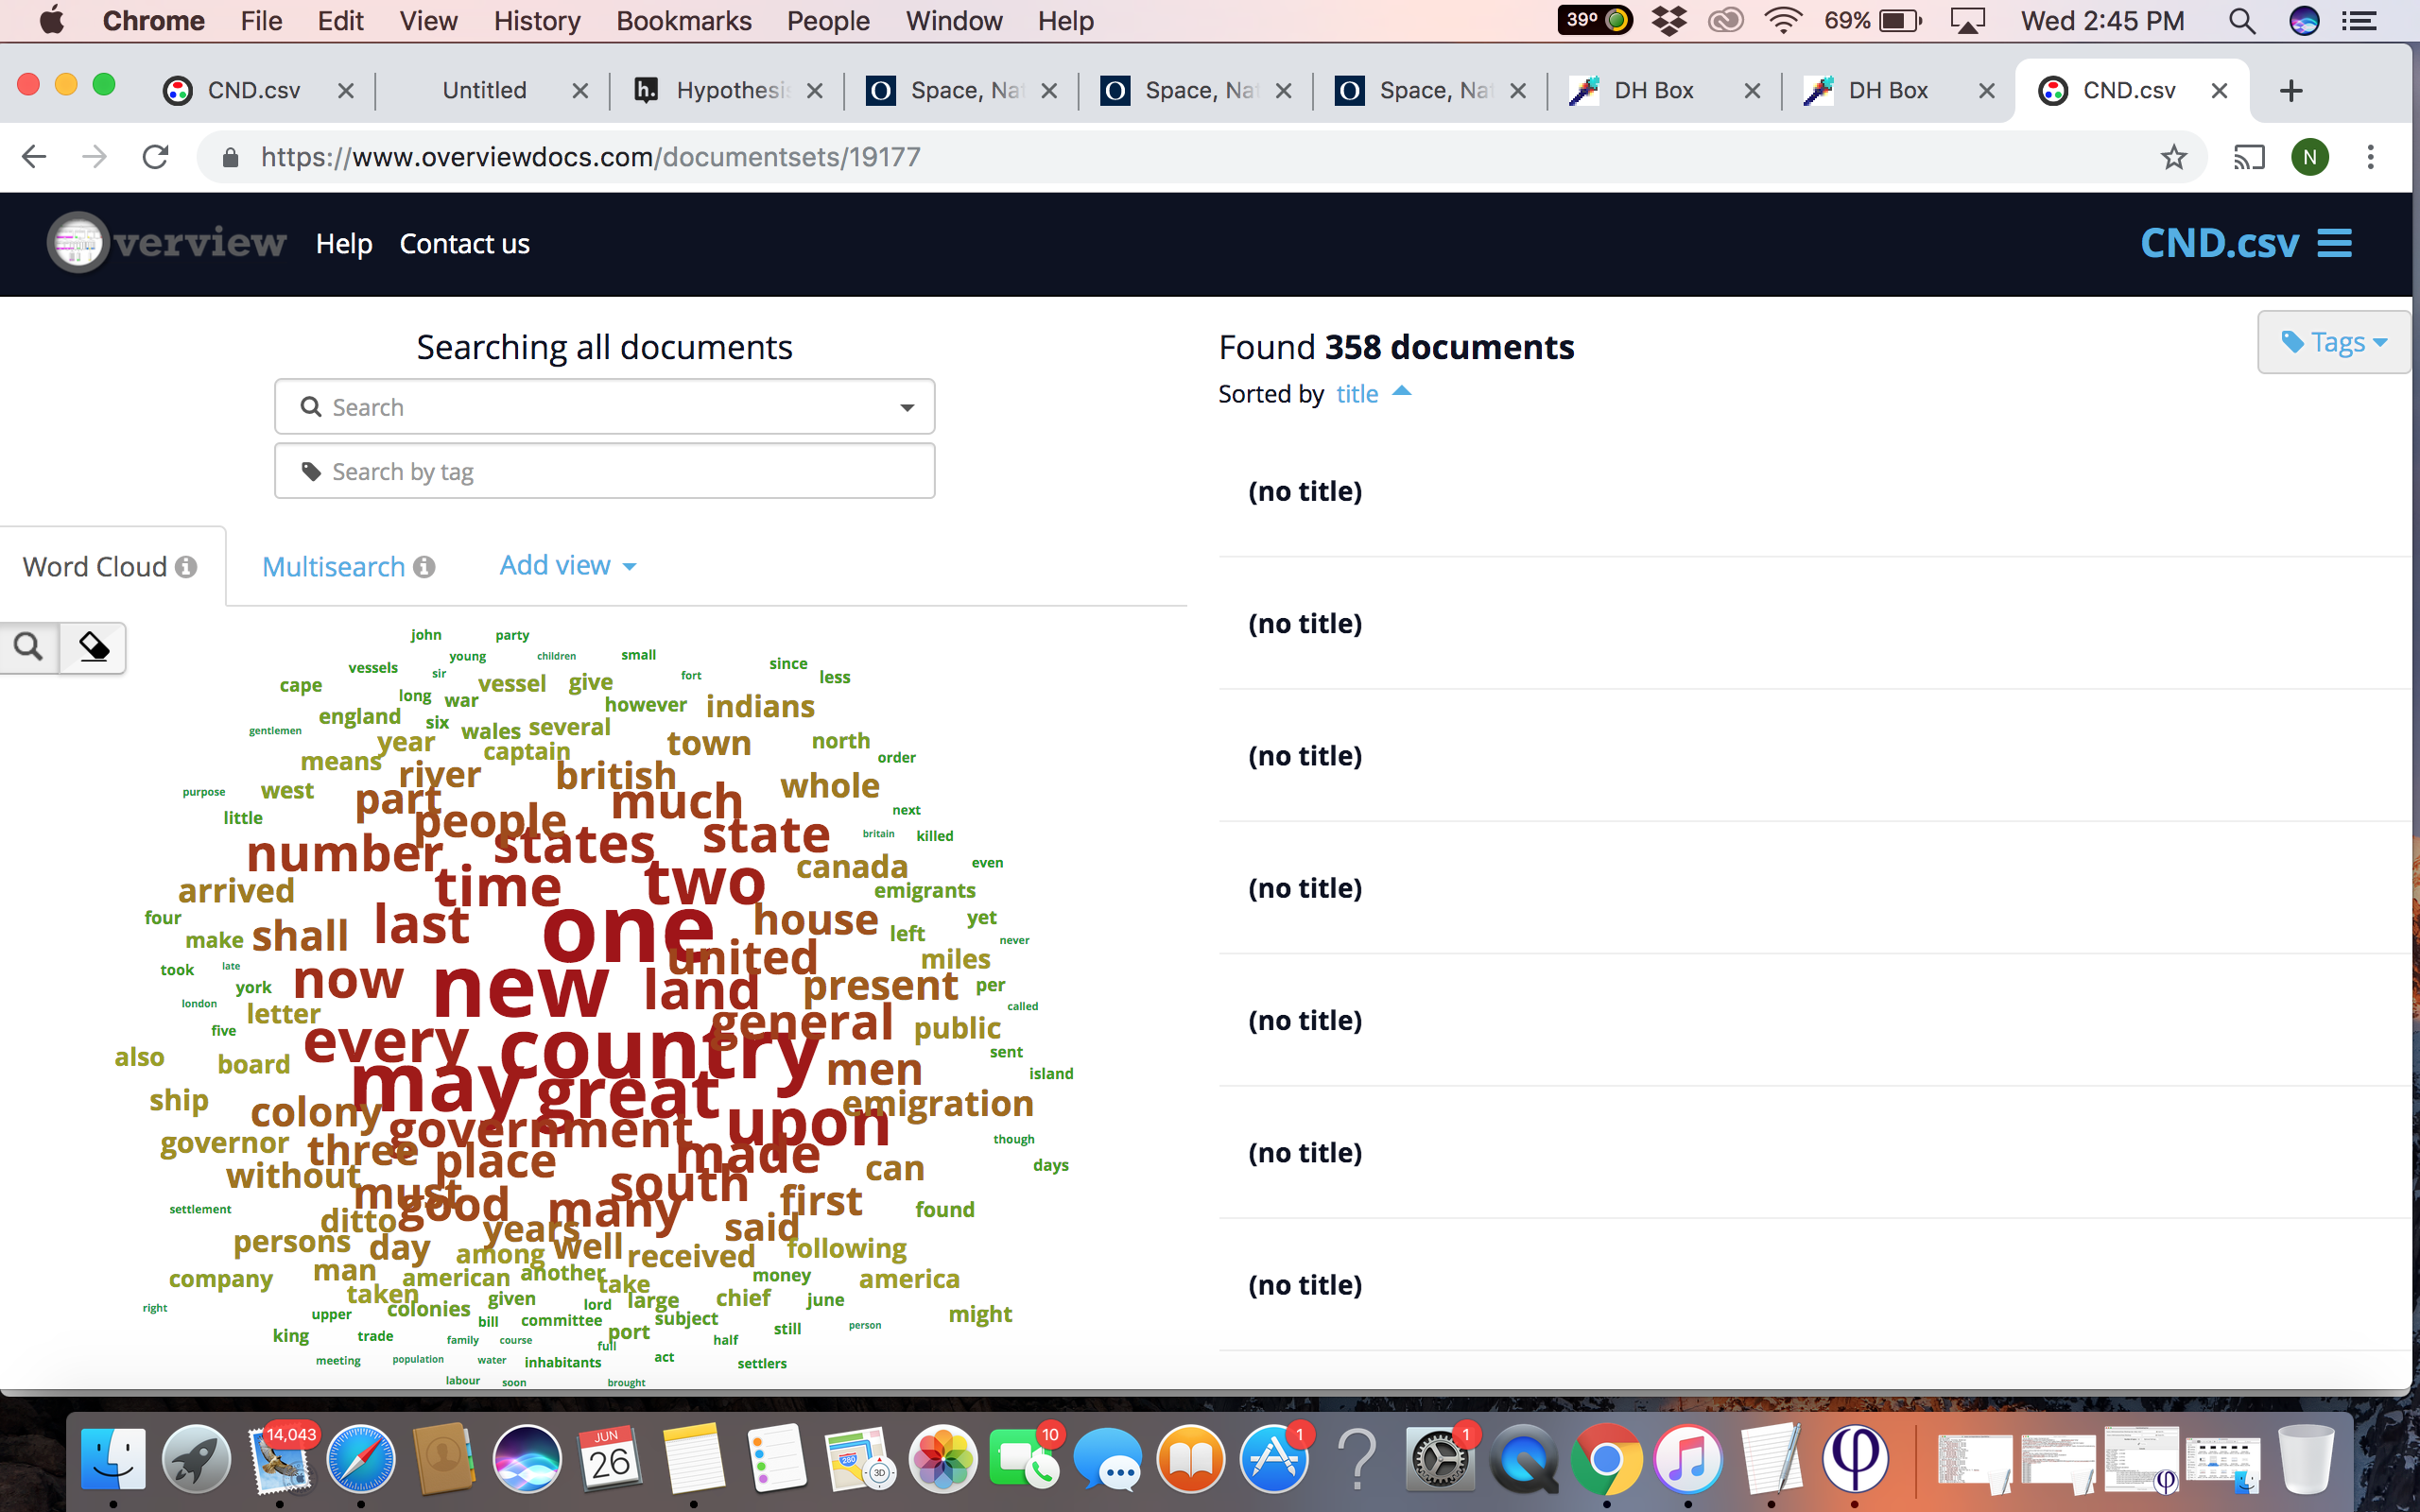 Chrome File Edit View History Bookmarks People Window Help 39° 69% Wed 2:45 PM
CND.csv Untitled Hypothesis Space, Nat Space, Nat Space, Nat DH Box DH Box CND.csv
https://www.overviewdocs.com/documentsets/19177 N
verview Help Contact us CND.csv
Searching all documents
Search
Search by tag
Word Cloud Multisearch Add view
Found 358 documents
Tags
Sorted by title
(no title)
(no title)
(no title)
(no title)
(no title)
(no title)
(no title)
john party
young children small
vessels sir fort since less
cape vessel give
long war however indians
england six wales several
gentlemen year captain town north
means order
river british whole
purpose west part much
little people next
states state britain killed
number canada even
arrived time two emigrants
four last one house left yet
make shall never
took late united miles
york now new land present per
london letter called
five general public
every country sent
also board men island
may great
ship colony emigration
government upon
governor three made though
without place can days
must south first
settlement good many found
ditto years said
persons day among well received following
man american another
company take money america
taken given lord large chief june
right upper colonies bill committee subject might
king trade port still person
family course full half
meeting population water inhabitants act settlers
labour soon brought
14,043 JUN 26 280 3D 10 1 1